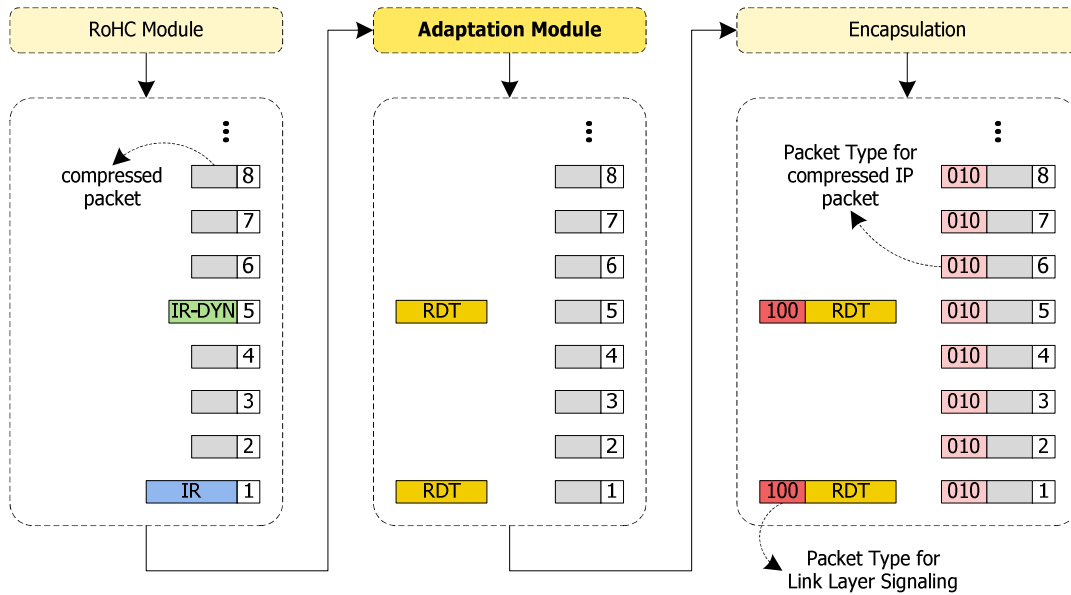 RoHC Module
Adaptation Module
Encapsulation
compressed
packet
8
7
6
IR-DYN 5
4
3
2
IR 1
8
7
6
RDT 5
4
3
2
RDT 1
Packet Type for
compressed IP
packet
010 8
010 7
010 6
100 RDT 010 5
010 4
010 3
010 2
100 RDT 010 1
Packet Type for
Link Layer Signaling